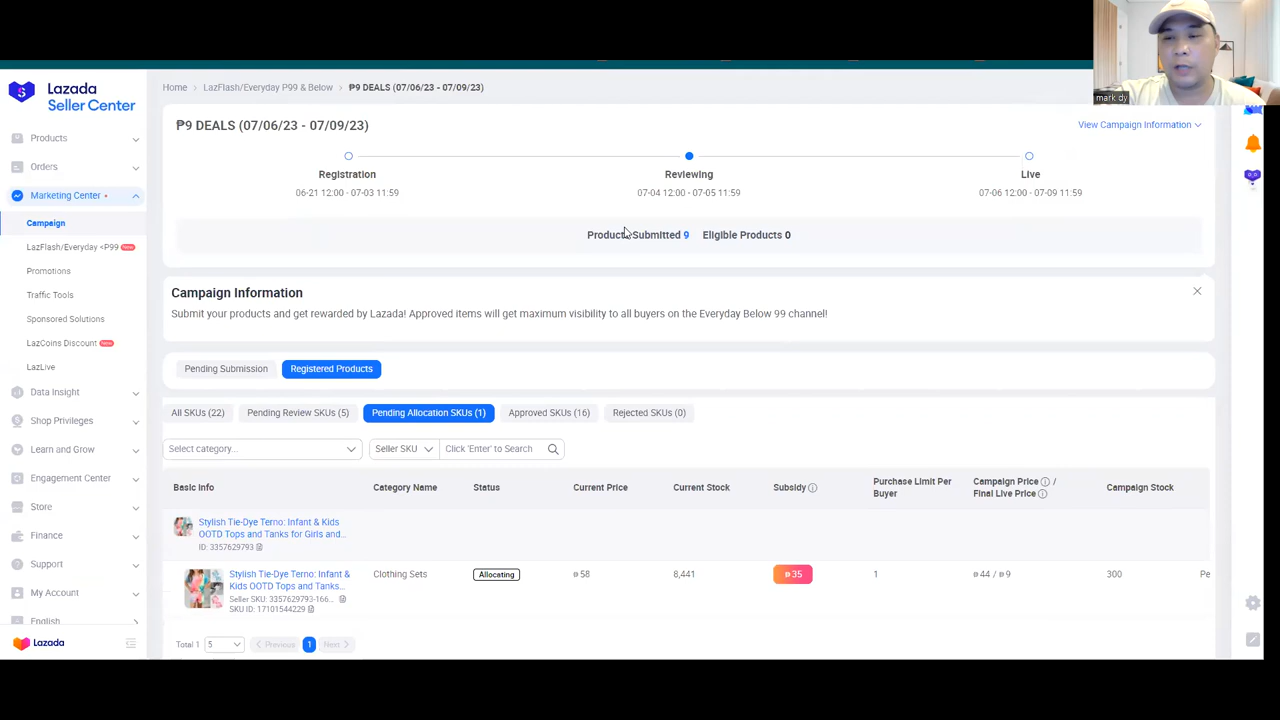 mark dy
Lazada
Seller Center
Products
Orders
Marketing Center
Campaign
LazFlash/Everyday <P99 New
Promotions
Traffic Tools
Sponsored Solutions
LazCoins Discount New
LazLive
Data Insight
Shop Privileges
Learn and Grow
Engagement Center
Store
Finance
Support
My Account
English
Lazada
Home > LazFlash/Everyday P99 & Below > ₱9 DEALS (07/06/23 - 07/09/23)
₱9 DEALS (07/06/23 - 07/09/23)
View Campaign Information
Registration Reviewing Live
06-21 12:00 - 07-03 11:59 07-04 12:00 - 07-05 11:59 07-06 12:00 - 07-09 11:59
Products Submitted 9 Eligible Products 0
Campaign Information
Submit your products and get rewarded by Lazada! Approved items will get maximum visibility to all buyers on the Everyday Below 99 channel!
Pending Submission Registered Products
All SKUs (22) Pending Review SKUs (5) Pending Allocation SKUs (1) Approved SKUs (16) Rejected SKUs (0)
Select category... Seller SKU Click 'Enter' to Search
Basic Info Category Name Status Current Price Current Stock Subsidy Purchase Limit Per Buyer Campaign Price / Final Live Price Campaign Stock
Stylish Tie-Dye Terno: Infant & Kids
OOTD Tops and Tanks for Girls and...
ID: 3357629793
Stylish Tie-Dye Terno: Infant & Kids OOTD Tops and Tanks... Clothing Sets Allocating ₱58 8,441 ₱35 1 ₱44 / ₱9 300 Pe
Seller SKU: 3357629793-166...
SKU ID: 17101544229
Total 1 5 < Previous 1 Next >